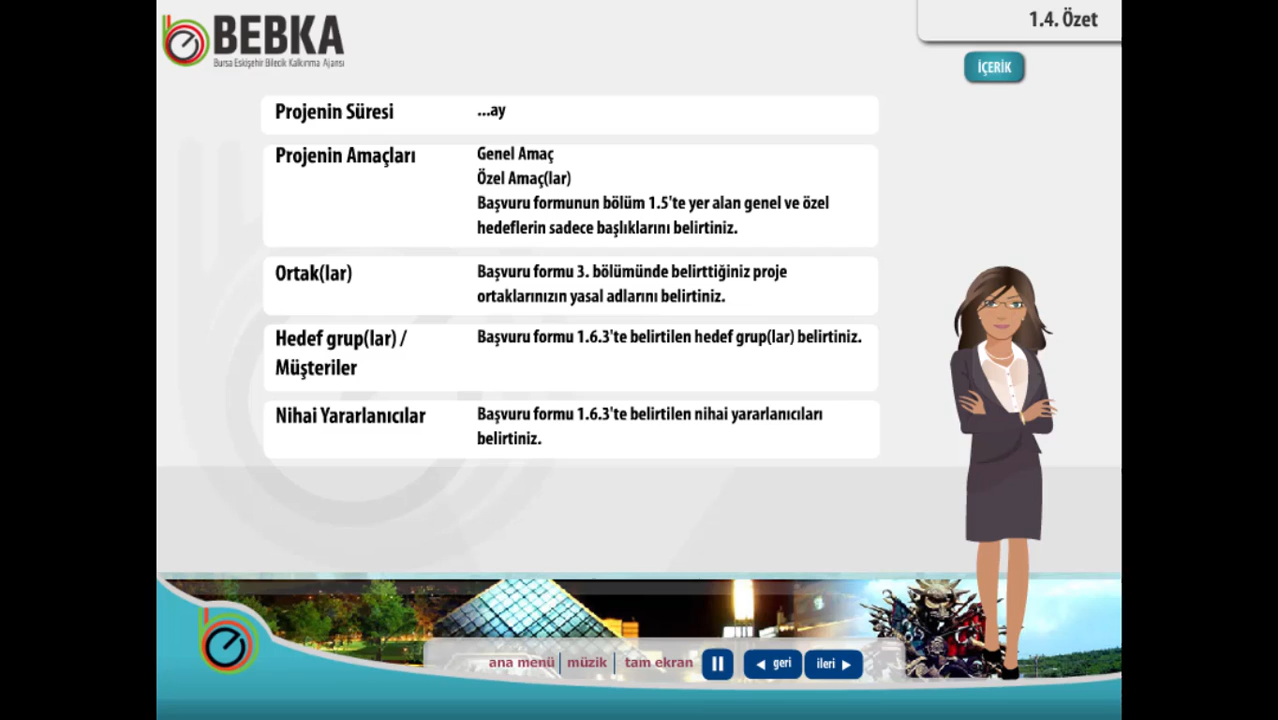 BEBKA
Bursa Eskişehir Bilecik Kalkınma Ajansı
1.4. Özet
İÇERİK
Projenin Süresi
...ay
Projenin Amaçları
Genel Amaç
Özel Amaç(lar)
Başvuru formunun bölüm 1.5'te yer alan genel ve özel
hedeflerin sadece başlıklarını belirtiniz.
Ortak(lar)
Başvuru formu 3. bölümünde belirttiğiniz proje
ortaklarınızın yasal adlarını belirtiniz.
Hedef grup(lar) /
Müşteriler
Başvuru formu 1.6.3'te belirtilen hedef grup(lar) belirtiniz.
Nihai Yararlanıcılar
Başvuru formu 1.6.3'te belirtilen nihai yararlanıcıları
belirtiniz.
ana menü müzik tam ekran geri ileri